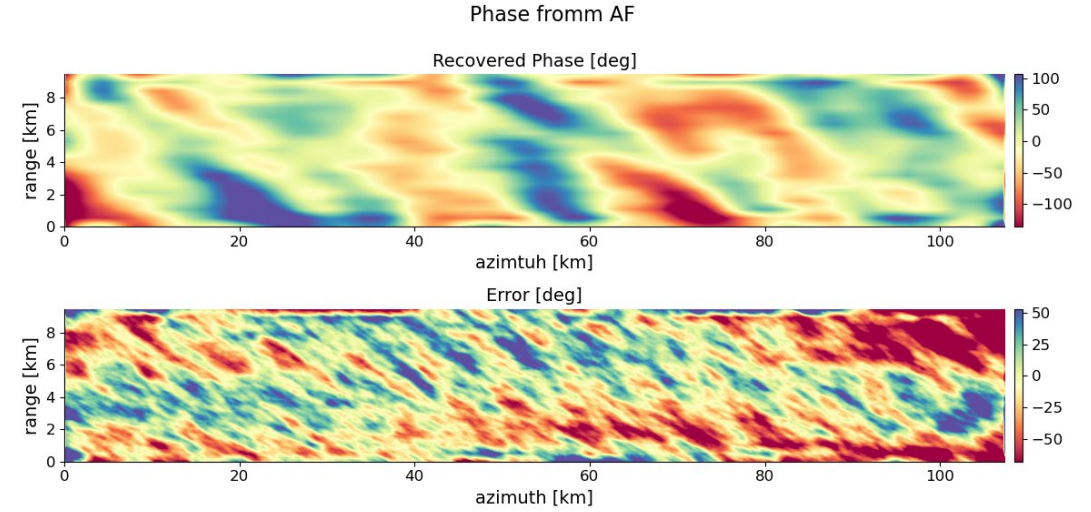 Phase fromm AF
Recovered Phase [deg]
range [km]
8
6
4
2
0
0 20 40 60 80 100
azimtuh [km]
100
50
0
−50
−100
Error [deg]
range [km]
8
6
4
2
0
0 20 40 60 80 100
azimuth [km]
50
25
0
−25
−50